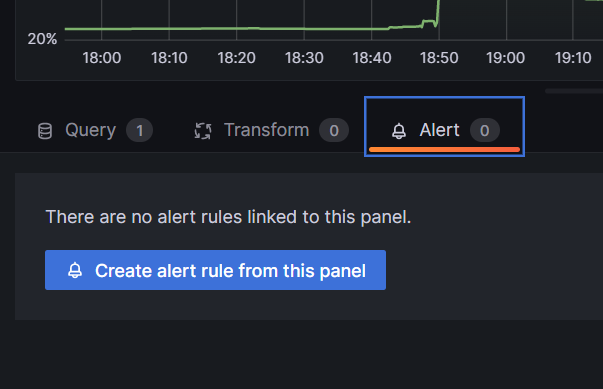 20%
18:00 18:10 18:20 18:30 18:40 18:50 19:00 19:10
Query 1 Transform 0 Alert 0
There are no alert rules linked to this panel.
Create alert rule from this panel